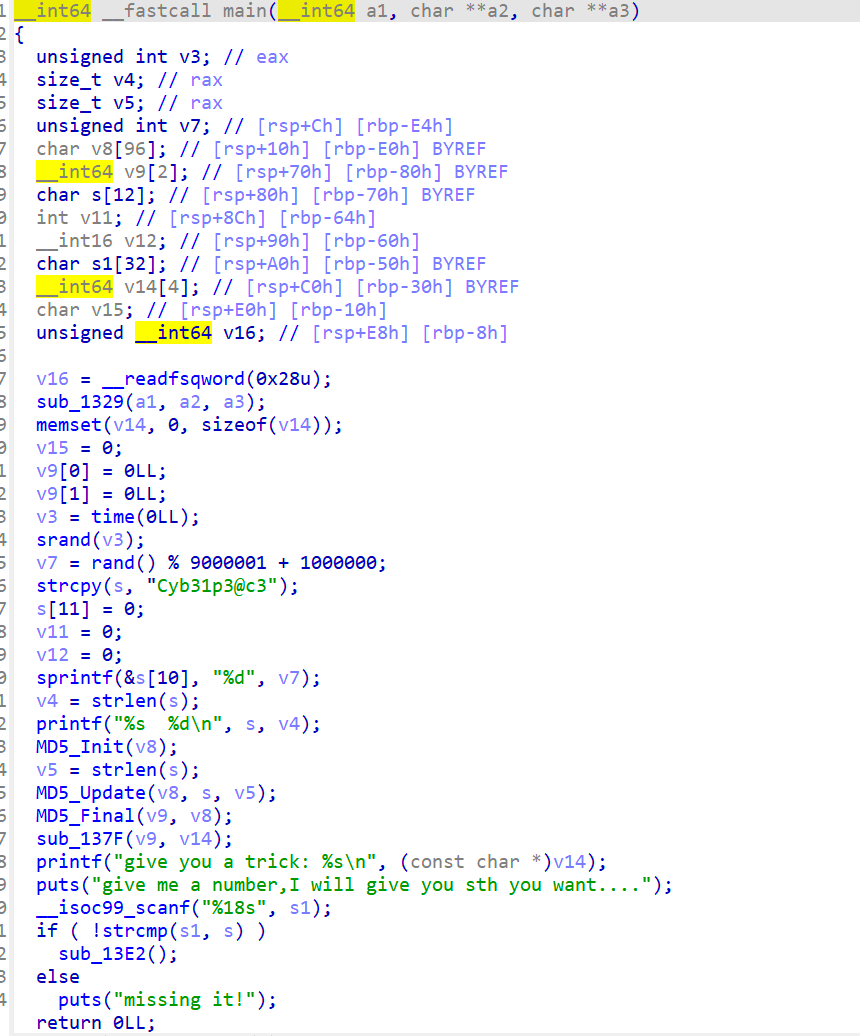 1 __int64 __fastcall main(__int64 a1, char **a2, char **a3)
2 {
3   unsigned int v3; // eax
4   size_t v4; // rax
5   size_t v5; // rax
6   unsigned int v7; // [rsp+Ch] [rbp-E4h]
7   char v8[96]; // [rsp+10h] [rbp-E0h] BYREF
8   __int64 v9[2]; // [rsp+70h] [rbp-80h] BYREF
9   char s[12]; // [rsp+80h] [rbp-70h] BYREF
0   int v11; // [rsp+8Ch] [rbp-64h]
1   __int16 v12; // [rsp+90h] [rbp-60h]
2   char s1[32]; // [rsp+A0h] [rbp-50h] BYREF
3   __int64 v14[4]; // [rsp+C0h] [rbp-30h] BYREF
4   char v15; // [rsp+E0h] [rbp-10h]
5   unsigned __int64 v16; // [rsp+E8h] [rbp-8h]
6
7   v16 = __readfsqword(0x28u);
8   sub_1329(a1, a2, a3);
9   memset(v14, 0, sizeof(v14));
0   v15 = 0;
1   v9[0] = 0LL;
2   v9[1] = 0LL;
3   v3 = time(0LL);
4   srand(v3);
5   v7 = rand() % 9000001 + 1000000;
6   strcpy(s, "Cyb31p3@c3");
7   s[11] = 0;
8   v11 = 0;
9   v12 = 0;
0   sprintf(&s[10], "%d", v7);
1   v4 = strlen(s);
2   printf("%s  %d\n", s, v4);
3   MD5_Init(v8);
4   v5 = strlen(s);
5   MD5_Update(v8, s, v5);
6   MD5_Final(v9, v8);
7   sub_137F(v9, v14);
8   printf("give you a trick: %s\n", (const char *)v14);
9   puts("give me a number,I will give you sth you want....");
0   __isoc99_scanf("%18s", s1);
1   if ( !strcmp(s1, s) )
2     sub_13E2();
3   else
4     puts("missing it!");
  return 0LL;